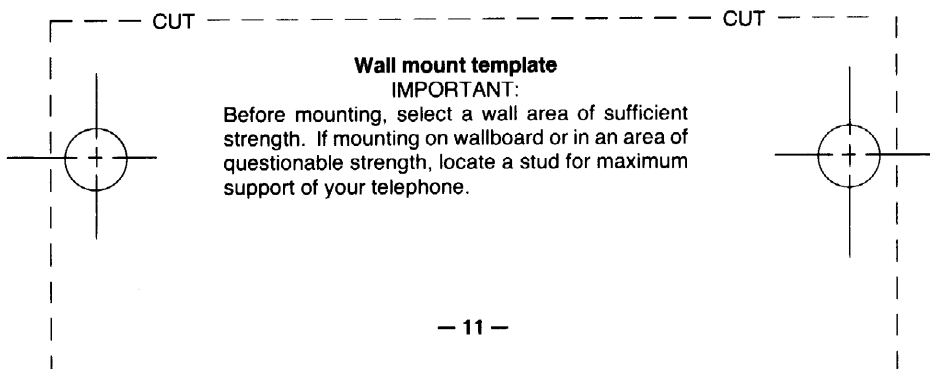 CUT CUT
Wall mount template
IMPORTANT:
Before mounting, select a wall area of sufficient
strength. If mounting on wallboard or in an area of
questionable strength, locate a stud for maximum
support of your telephone.
— 11 —